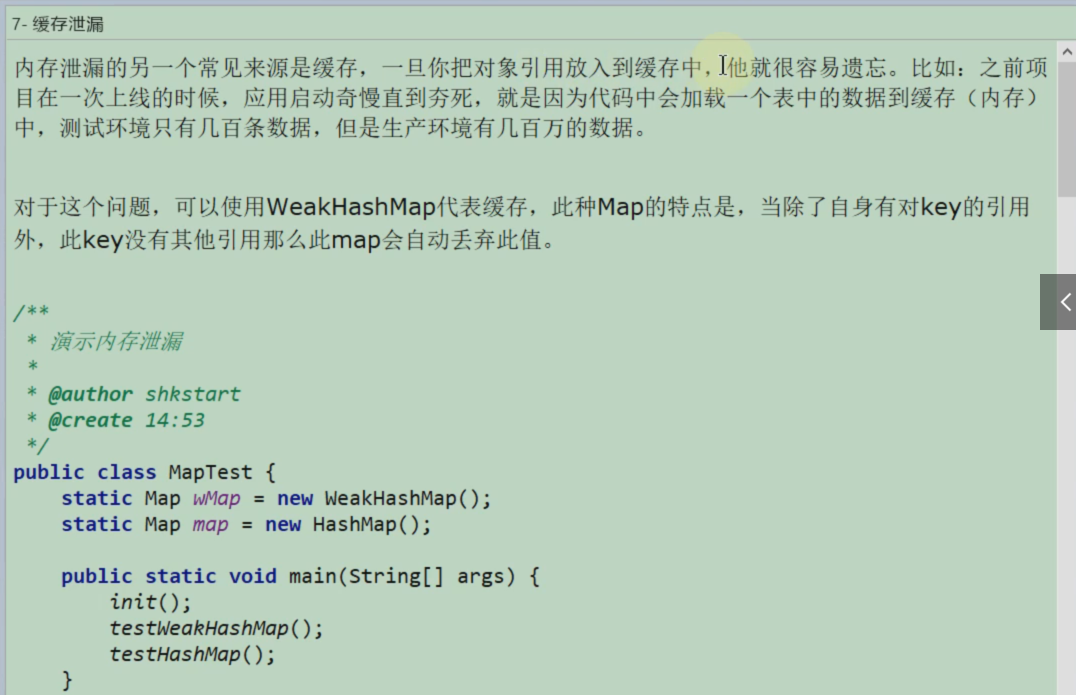 7- 缓存泄漏
内存泄漏的另一个常见来源是缓存，一旦你把对象引用放入到缓存中，他就很容易遗忘。比如：之前项
目在一次上线的时候，应用启动奇慢直到夯死，就是因为代码中会加载一个表中的数据到缓存（内存）
中，测试环境只有几百条数据，但是生产环境有几百万的数据。
对于这个问题，可以使用WeakHashMap代表缓存，此种Map的特点是，当除了自身有对key的引用
外，此key没有其他引用那么此map会自动丢弃此值。
/**
 * 演示内存泄漏
 *
 * @author shkstart
 * @create 14:53
 */
public class MapTest {
    static Map wMap = new WeakHashMap();
    static Map map = new HashMap();
    public static void main(String[] args) {
        init();
        testWeakHashMap();
        testHashMap();
    }